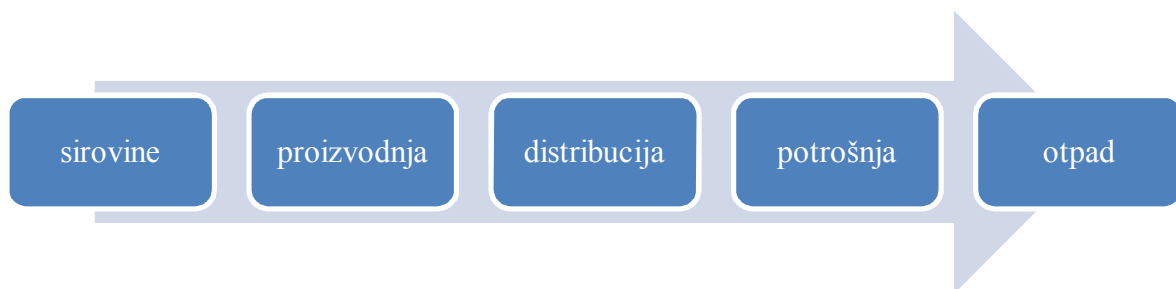 sirovine
proizvodnja
distribucija
potrošnja
otpad